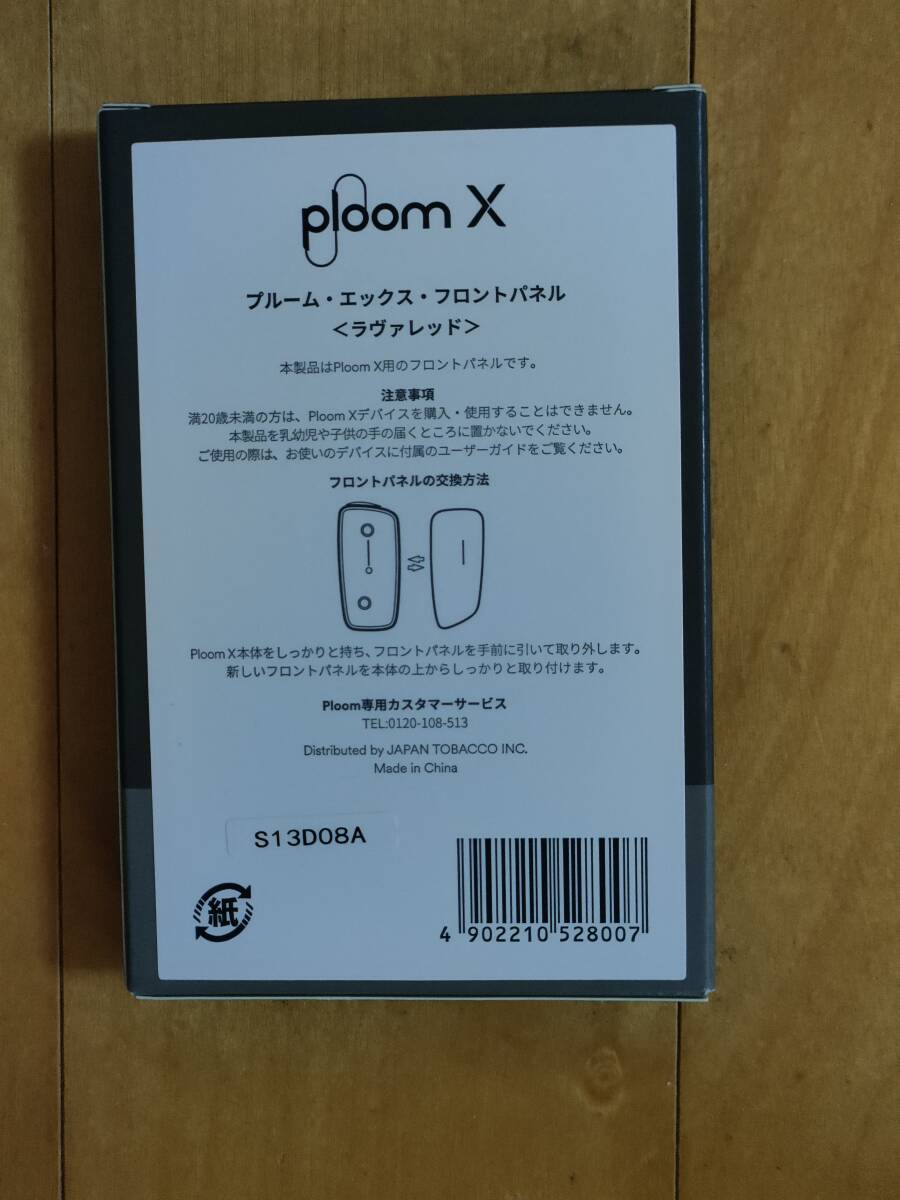 ploom X
プルーム・エックス・フロントパネル
＜ラヴァレッド＞
本製品はPloom X用のフロントパネルです。
注意事項
満20歳未満の方は、Ploom Xデバイスを購入・使用することはできません。
本製品を乳幼児や子供の手の届くところに置かないでください。
ご使用の際は、お使いのデバイスに付属のユーザーガイドをご覧ください。
フロントパネルの交換方法
Ploom X本体をしっかりと持ち、フロントパネルを手前に引いて取り外します。
新しいフロントパネルを本体の上からしっかりと取り付けます。
Ploom専用カスタマーサービス
TEL:0120-108-513
Distributed by JAPAN TOBACCO INC.
Made in China
S13D08A
紙
4 902210 528007